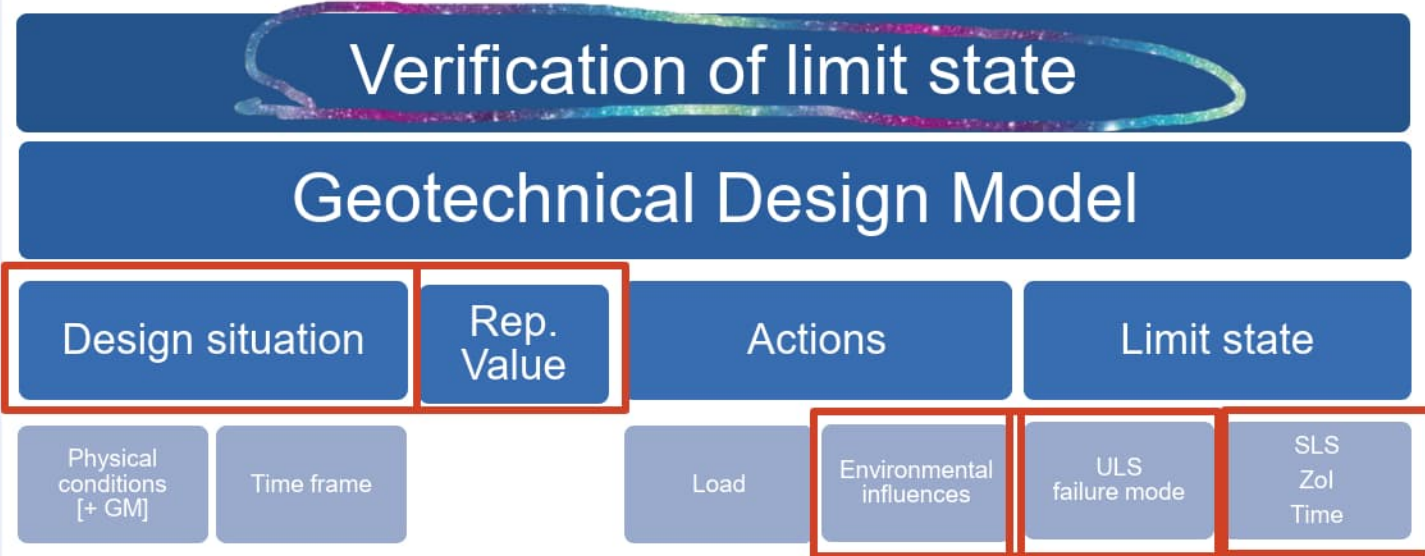 Verification of limit state
Geotechnical Design Model
Design situation
Rep.
Value
Actions
Limit state
Physical
conditions
[+ GM]
Time frame
Load
Environmental
influences
ULS
failure mode
SLS
ZoI
Time